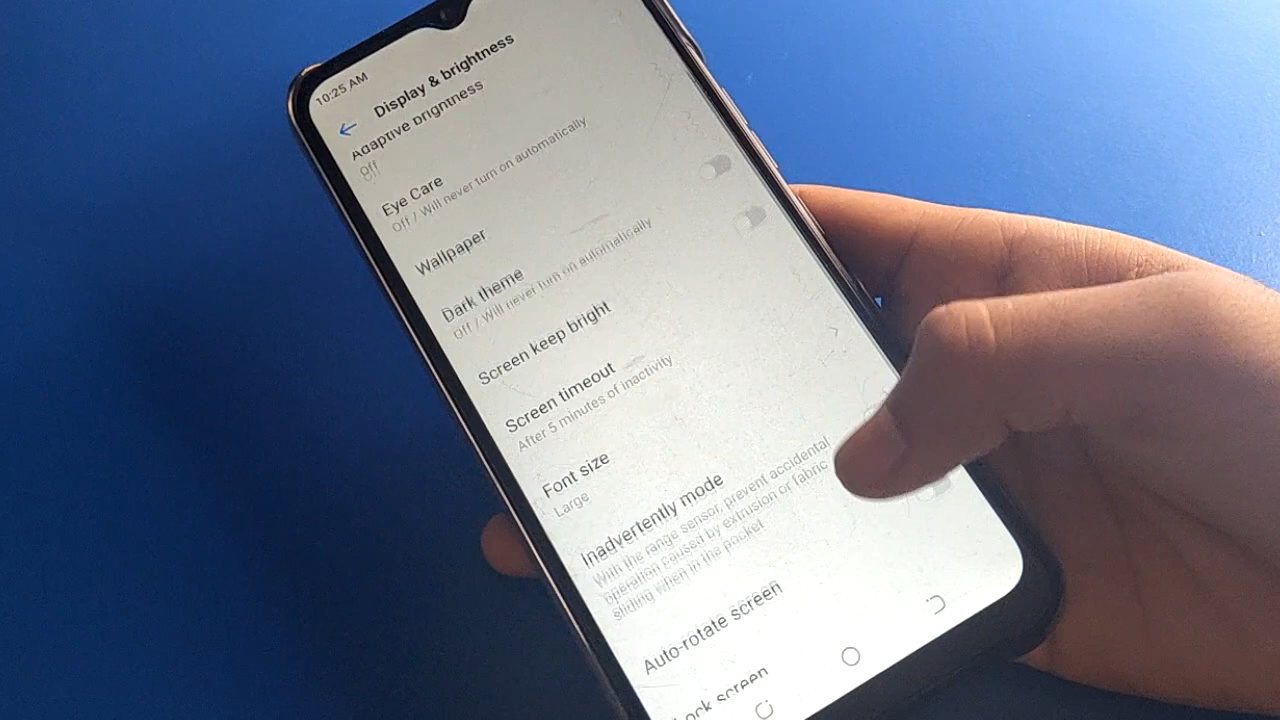 10:25 AM
Display & brightness
Adaptive brightness
Off
Eye Care
Off / Will never turn on automatically
Wallpaper
Dark theme
Off / Will never turn on automatically
Screen keep bright
Screen timeout
After 5 minutes of inactivity
Font size
Large
Inadvertently mode
With the range sensor, prevent accidental
operation caused by extrusion or fabric
sliding when in the pocket
Auto-rotate screen
Lock screen